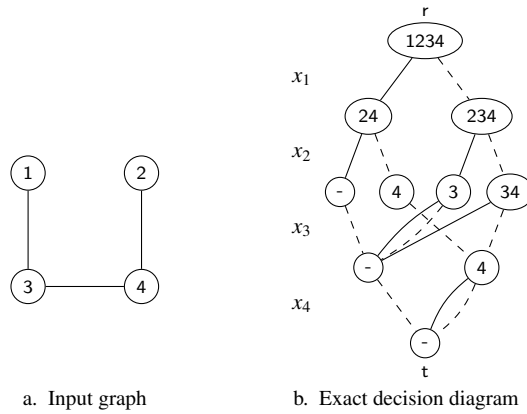 1
2
3
4
a. Input graph
r
1234
x1
24
234
x2
-
4
3
34
x3
-
4
x4
-
t
b. Exact decision diagram